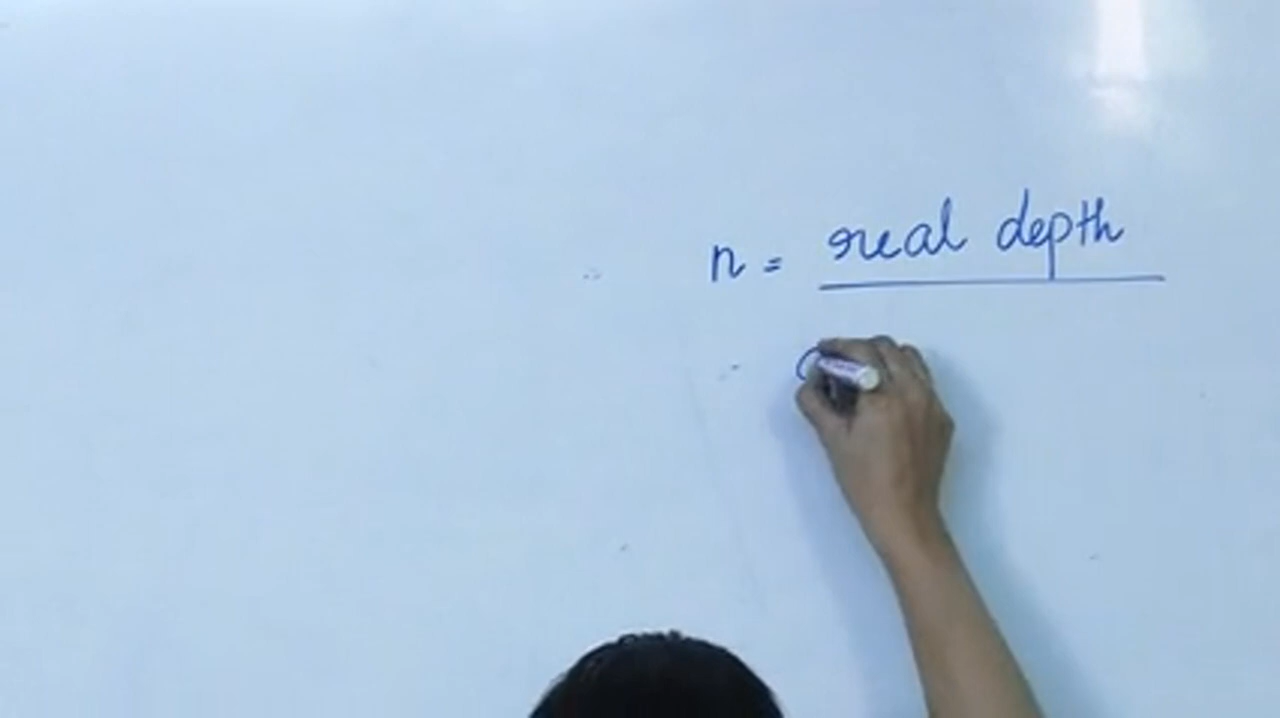 n = real depth